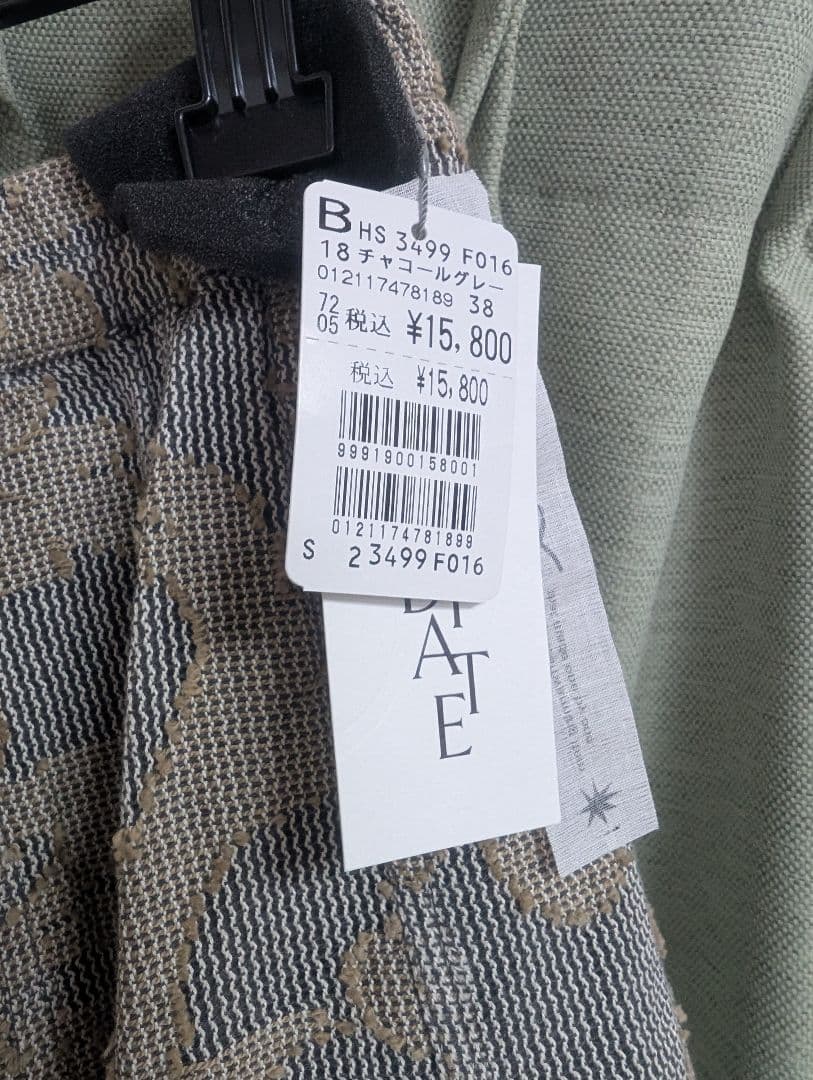 B HS 3499 F016
18 チャコールグレー
012117478189 38
72
05 税込 ¥15,800
税込 ¥15,800
9991900158001
0121174781899
S 2 3499 F016
A T
E